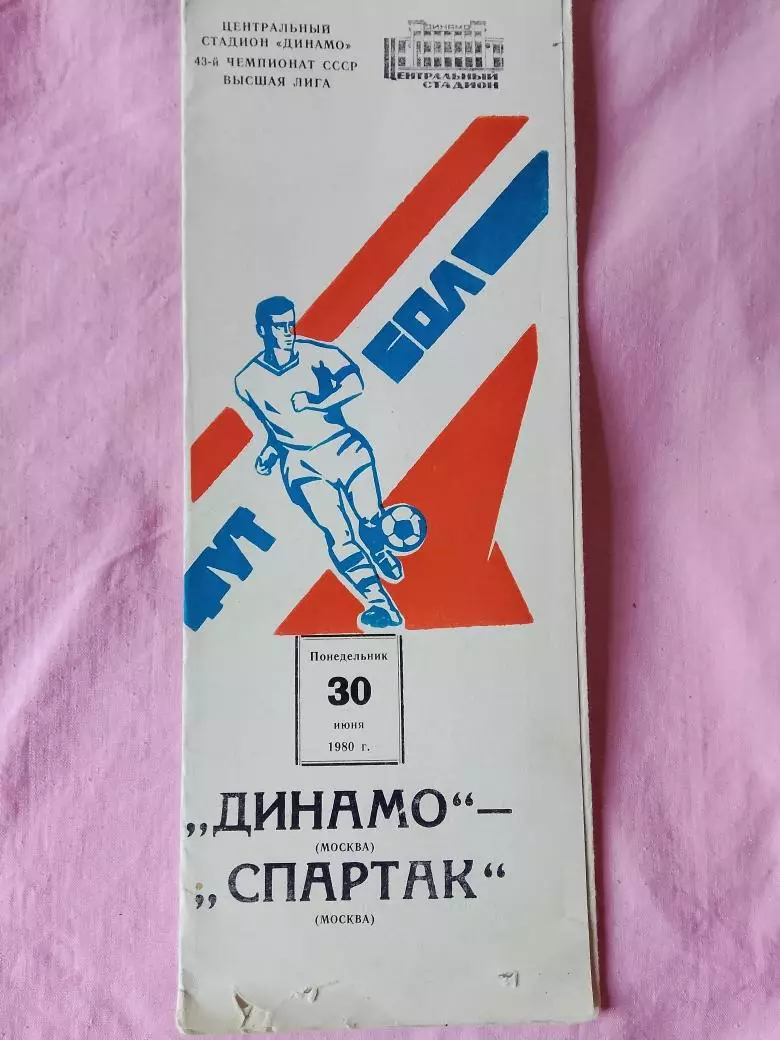 ЦЕНТРАЛЬНЫЙ
СТАДИОН «ДИНАМО»
43-й ЧЕМПИОНАТ СССР
ВЫСШАЯ ЛИГА
ДИНАМО
ЦЕНТРАЛЬНЫЙ
СТАДИОН
ФУТ
БОЛ
Понедельник
30
июня
1980 г.
„ДИНАМО“ —
(МОСКВА)
„СПАРТАК“
(МОСКВА)